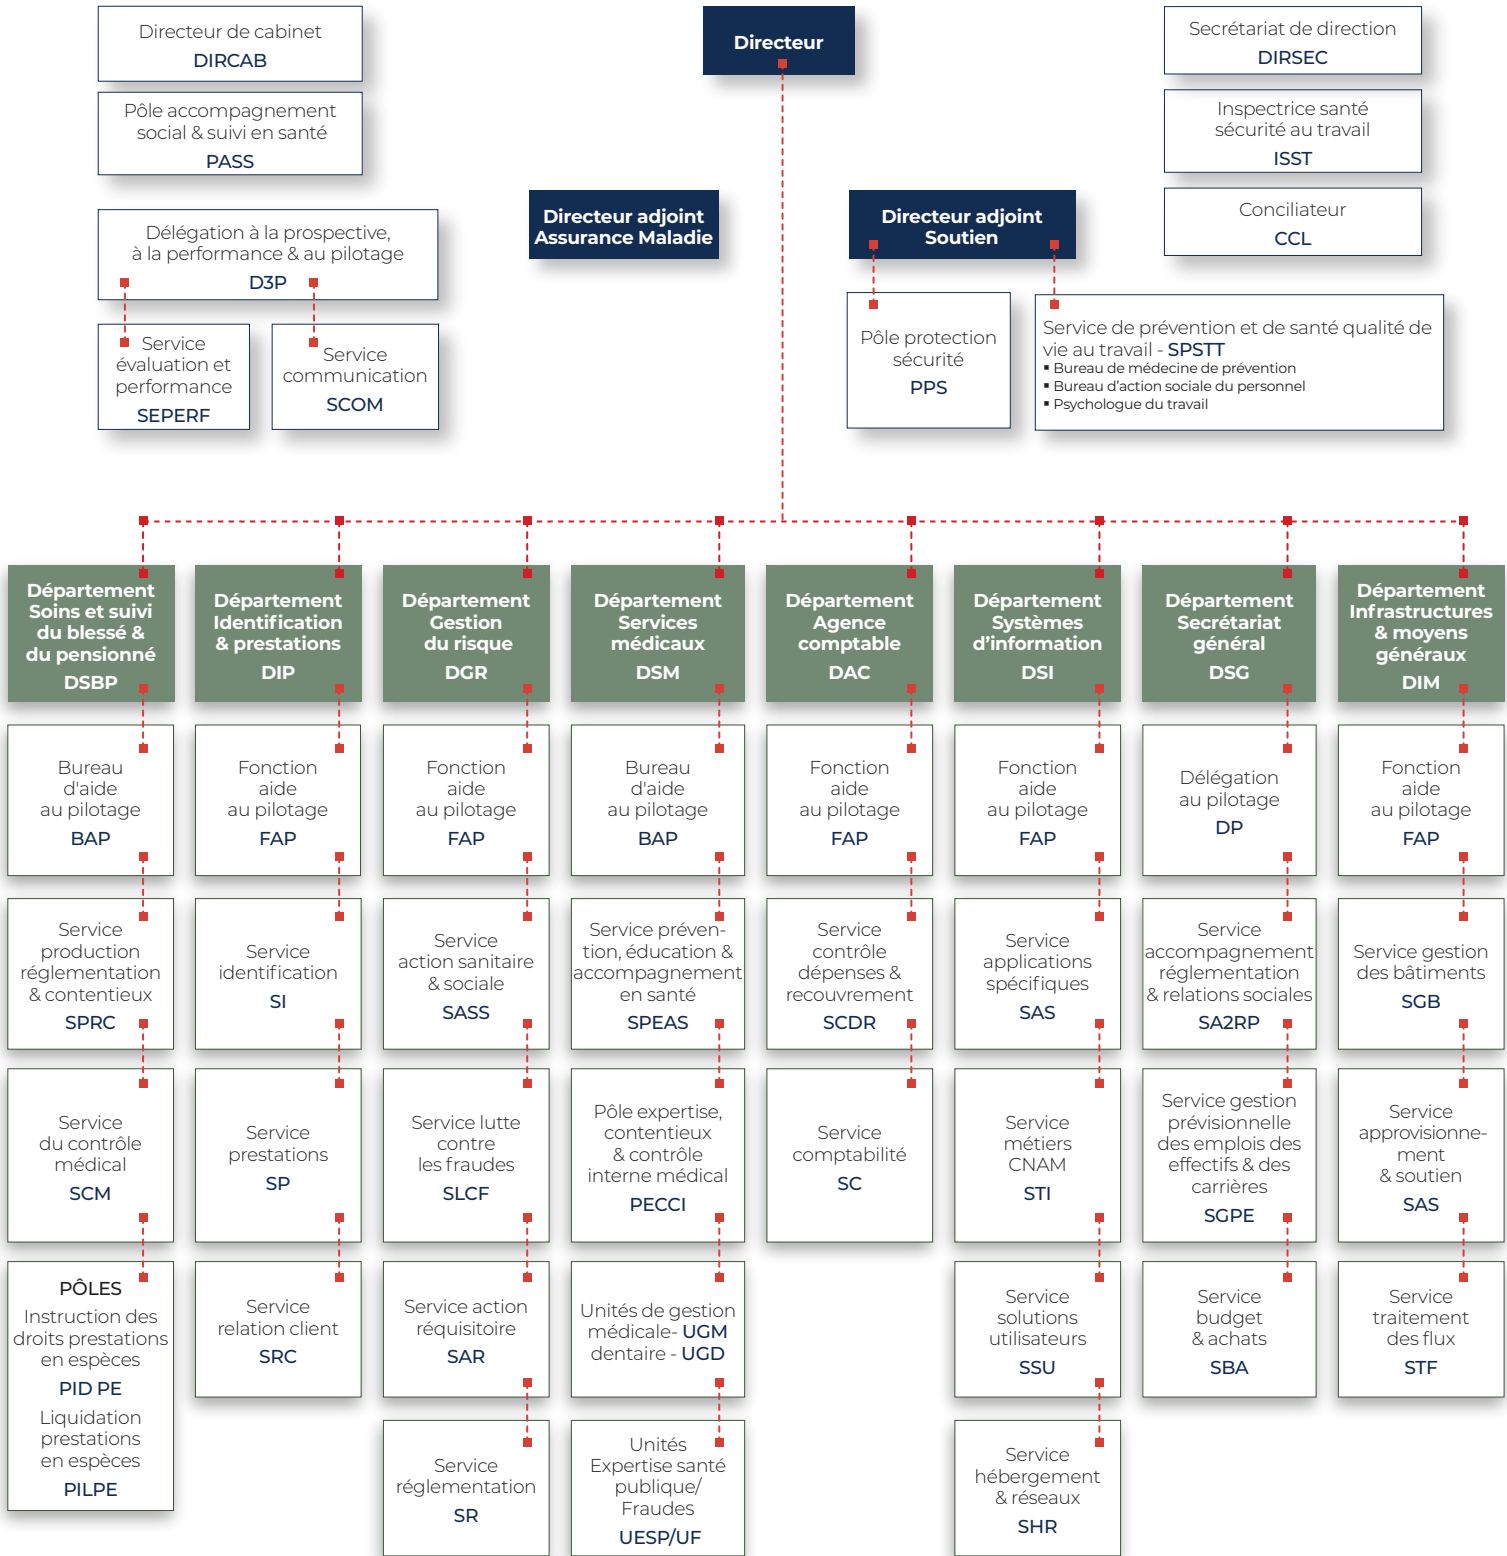 Directeur de cabinet
DIRCAB
Pôle accompagnement
social & suivi en santé
PASS
Délégation à la prospective,
à la performance & au pilotage
D3P
Service
évaluation et
performance
SEPERF
Service
communication
SCOM
Directeur
Directeur adjoint
Assurance Maladie
Directeur adjoint
Soutien
Secrétariat de direction
DIRSEC
Inspectrice santé
sécurité au travail
ISST
Conciliateur
CCL
Pôle protection
sécurité
PPS
Service de prévention et de santé qualité de
vie au travail - SPSTT
▪ Bureau de médecine de prévention
▪ Bureau d'action sociale du personnel
▪ Psychologue du travail
Département
Soins et suivi
du blessé &
du pensionné
DSBP
Bureau
d'aide
au pilotage
BAP
Service
production
réglementation
& contentieux
SPRC
Service
du contrôle
médical
SCM
PÔLES
Instruction des
droits prestations
en espèces
PID PE
Liquidation
prestations
en espèces
PILPE
Département
Identification
& prestations
DIP
Fonction
aide
au pilotage
FAP
Service
identification
SI
Service
prestations
SP
Service
relation client
SRC
Département
Gestion
du risque
DGR
Fonction
aide
au pilotage
FAP
Service
action sanitaire
& sociale
SASS
Service lutte
contre
les fraudes
SLCF
Service action
réquisitoire
SAR
Service
réglementation
SR
Département
Services
médicaux
DSM
Bureau
d'aide
au pilotage
BAP
Service préven-
tion, éducation &
accompagnement
en santé
SPEAS
Pôle expertise,
contentieux
& contrôle
interne médical
PECCI
Unités de gestion
médicale- UGM
dentaire - UGD
Unités
Expertise santé
publique/
Fraudes
UESP/UF
Département
Agence
comptable
DAC
Fonction
aide
au pilotage
FAP
Service
contrôle
dépenses &
recouvrement
SCDR
Service
comptabilité
SC
Département
Systèmes
d'information
DSI
Fonction
aide
au pilotage
FAP
Service
applications
spécifiques
SAS
Service
métiers
CNAM
STI
Service
solutions
utilisateurs
SSU
Service
hébergement
& réseaux
SHR
Département
Secrétariat
général
DSG
Délégation
au pilotage
DP
Service
accompagnement
réglementation
& relations sociales
SA2RP
Service gestion
prévisionnelle
des emplois des
effectifs & des
carrières
SGPE
Service
budget
& achats
SBA
Département
Infrastructures
& moyens
généraux
DIM
Fonction
aide
au pilotage
FAP
Service gestion
des bâtiments
SGB
Service
approvisionne-
ment
& soutien
SAS
Service
traitement
des flux
STF